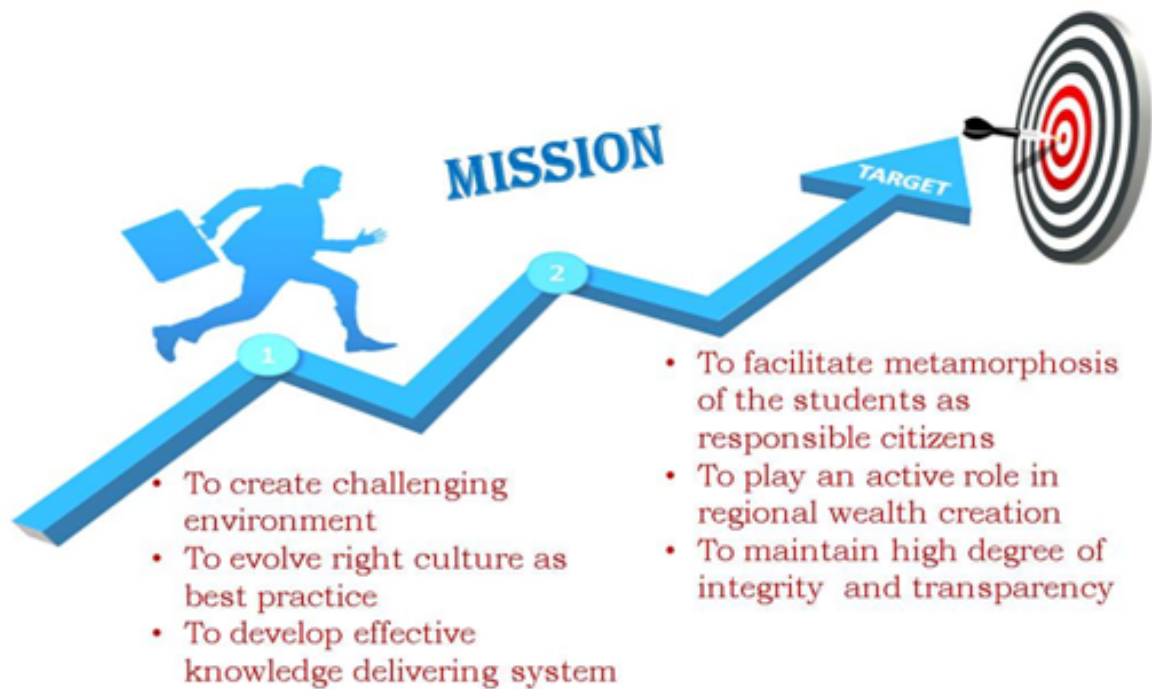 MISSION
TARGET
1
2
• To create challenging
environment
• To evolve right culture as
best practice
• To develop effective
knowledge delivering system
• To facilitate metamorphosis
of the students as
responsible citizens
• To play an active role in
regional wealth creation
• To maintain high degree of
integrity and transparency